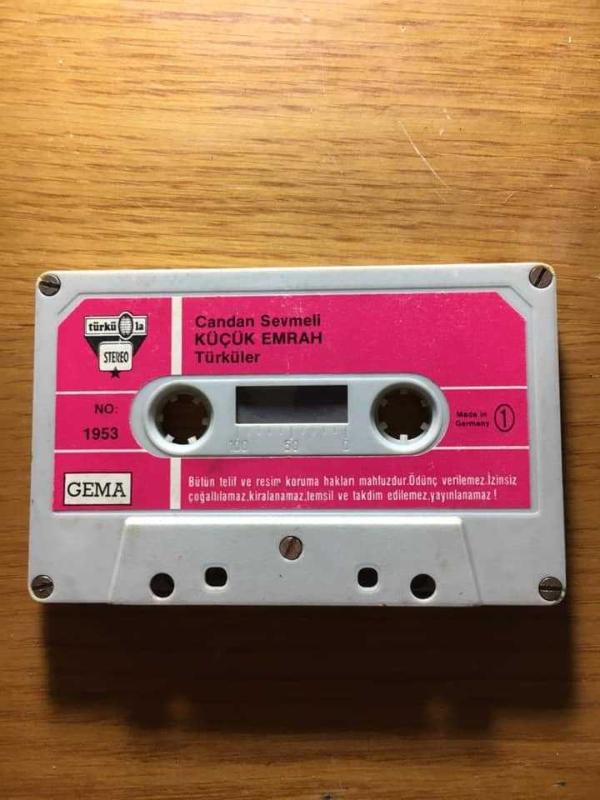 türkü la
STEREO
Candan Sevmeli
KÜÇÜK EMRAH
Türküler
NO:
1953
Made in
Germany
1
100 50 0
GEMA
Bütün telif ve resim koruma hakları mahfuzdur.Ödünç verilemez.İzinsiz
çoğaltılamaz,kiralanamaz,temsil ve takdim edilemez,yayınlanamaz!